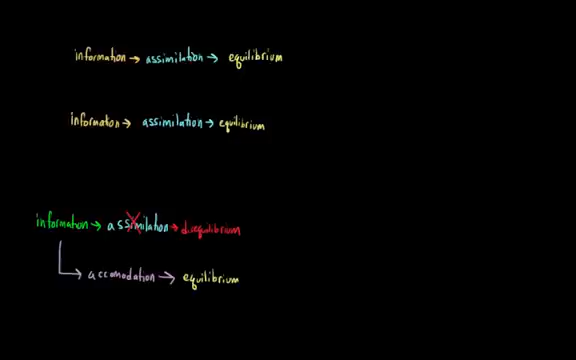 information → assimilation → equilibrium
information → assimilation → equilibrium
information → assimilation → disequilibrium
accomodation → equilibrium